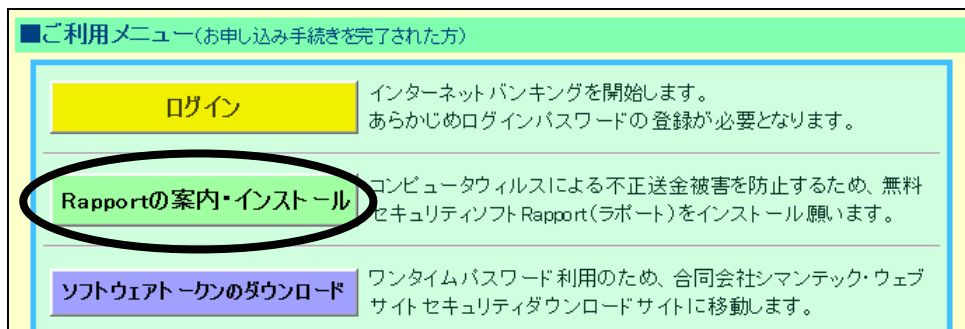 ■ご利用メニュー(お申し込み手続きを完了された方)
ログイン
インターネットバンキングを開始します。
あらかじめログインパスワードの登録が必要となります。
Rapportの案内・インストール
コンピュータウィルスによる不正送金被害を防止するため、無料
セキュリティソフトRapport(ラポート)をインストール願います。
ソフトウェアトークンのダウンロード
ワンタイムパスワード利用のため、合同会社シマンテック・ウェブ
サイトセキュリティダウンロードサイトに移動します。